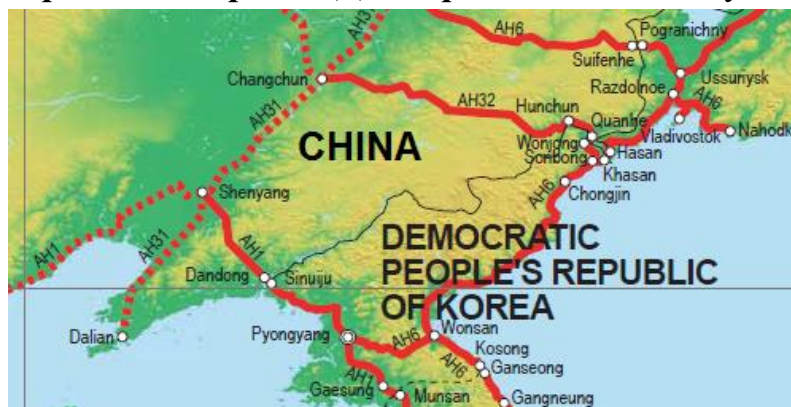 AH31
AH6
Pogranichny
Suifenhe
Changchun
Razdolnoe
Ussuriysk
AH31
AH32
Hunchun
Quanhe
AH6
CHINA
Wonjong
Vladivostok
Nahodk
Sonbong
Hasan
Khasan
Shenyang
AH6
Chongjin
AH1
AH31
AH1
DEMOCRATIC
PEOPLE'S REPUBLIC
OF KOREA
Dandong
Sinuiju
Dalian
Pyongyang
AH6
Wonsan
Kosong
AH6
Ganseong
AH1
Gaesung
Munsan
Gangneung